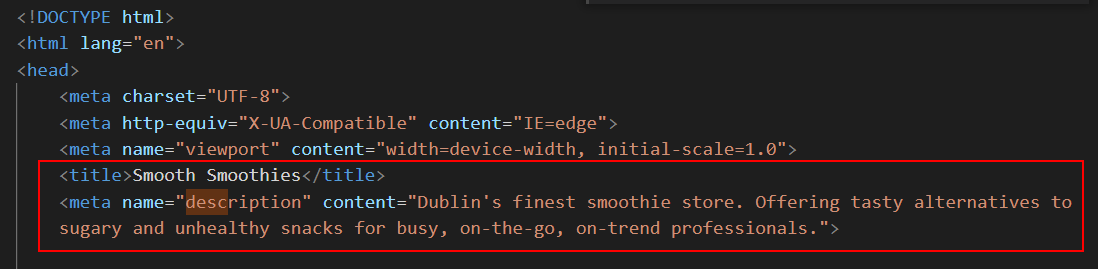 <!DOCTYPE html>
<html lang="en">
<head>
<meta charset="UTF-8">
<meta http-equiv="X-UA-Compatible" content="IE=edge">
<meta name="viewport" content="width=device-width, initial-scale=1.0">
<title>Smooth Smoothies</title>
<meta name="description" content="Dublin's finest smoothie store. Offering tasty alternatives to
sugary and unhealthy snacks for busy, on-the-go, on-trend professionals.">